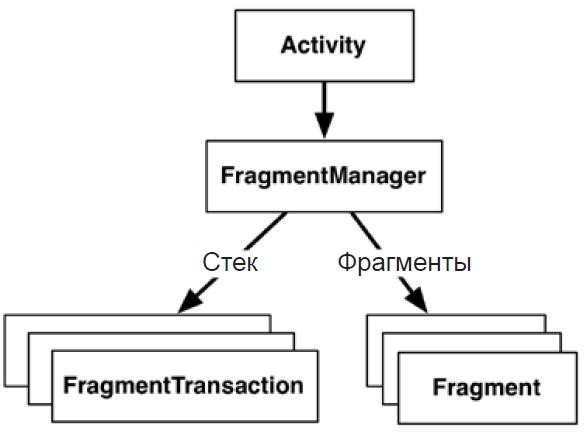 Activity
FragmentManager
Стек
Фрагменты
FragmentTransaction
Fragment